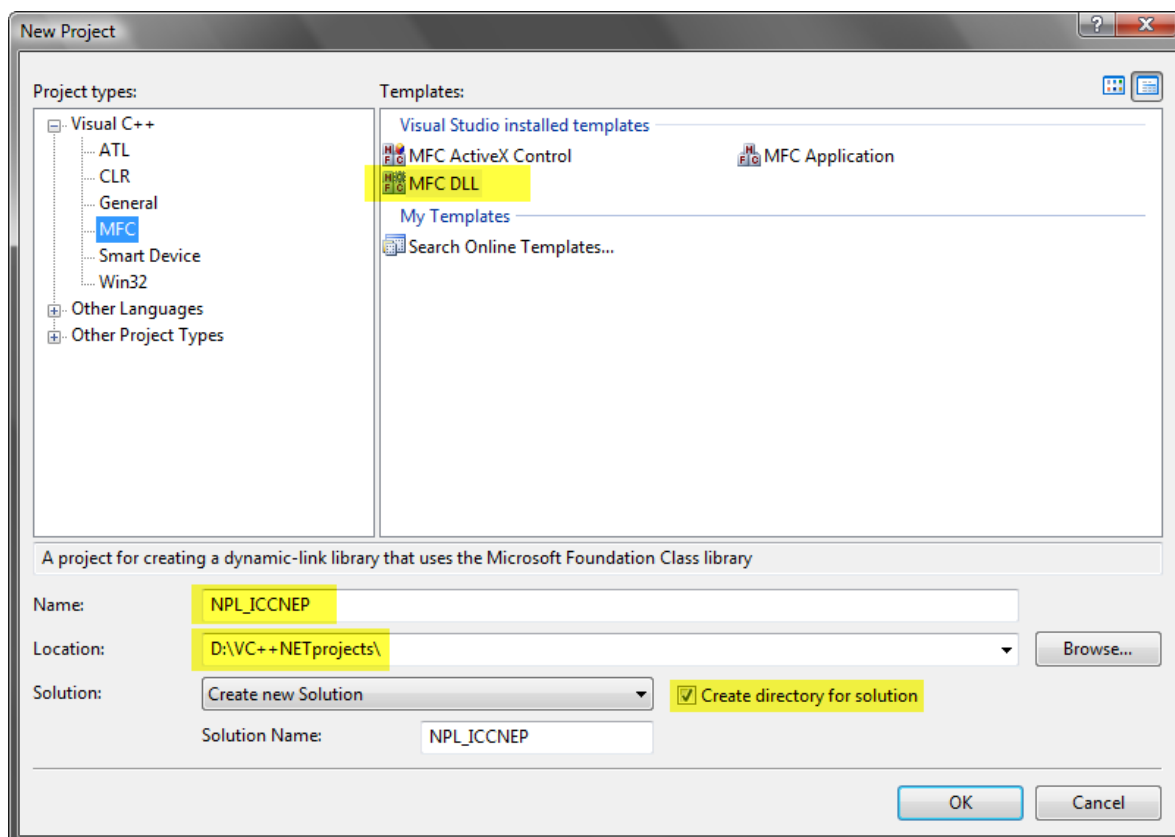 New Project
Project types:
Templates:
Visual C++
ATL
CLR
General
MFC
Smart Device
Win32
Other Languages
Other Project Types
Visual Studio installed templates
MFC ActiveX Control
MFC Application
MFC DLL
My Templates
Search Online Templates...
A project for creating a dynamic-link library that uses the Microsoft Foundation Class library
Name: NPL_ICCNEP
Location: D:\VC++NETprojects\ Browse...
Solution: Create new Solution Create directory for solution
Solution Name: NPL_ICCNEP
OK Cancel